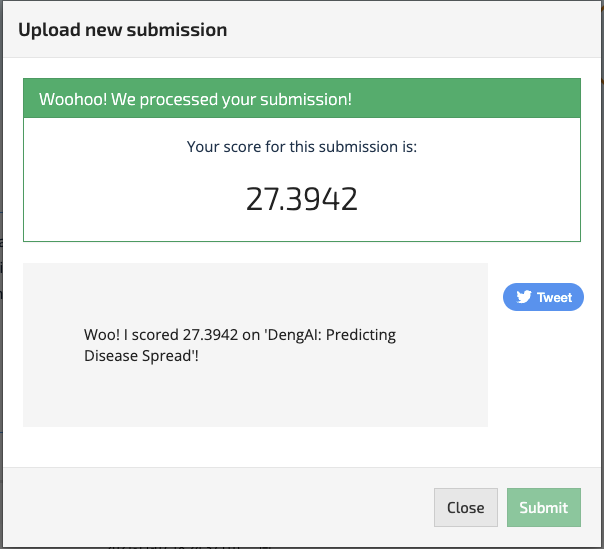 Upload new submission
Woohoo! We processed your submission!
Your score for this submission is:
27.3942
Tweet
Woo! I scored 27.3942 on 'DengAI: Predicting
Disease Spread'!
Close
Submit